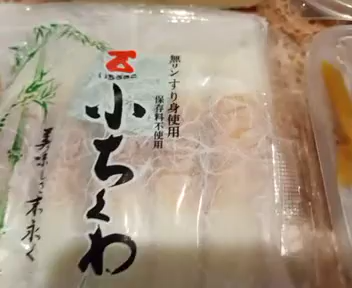 無リンすり身使用
保存料不使用
小ちくわ
美味しさ末永く